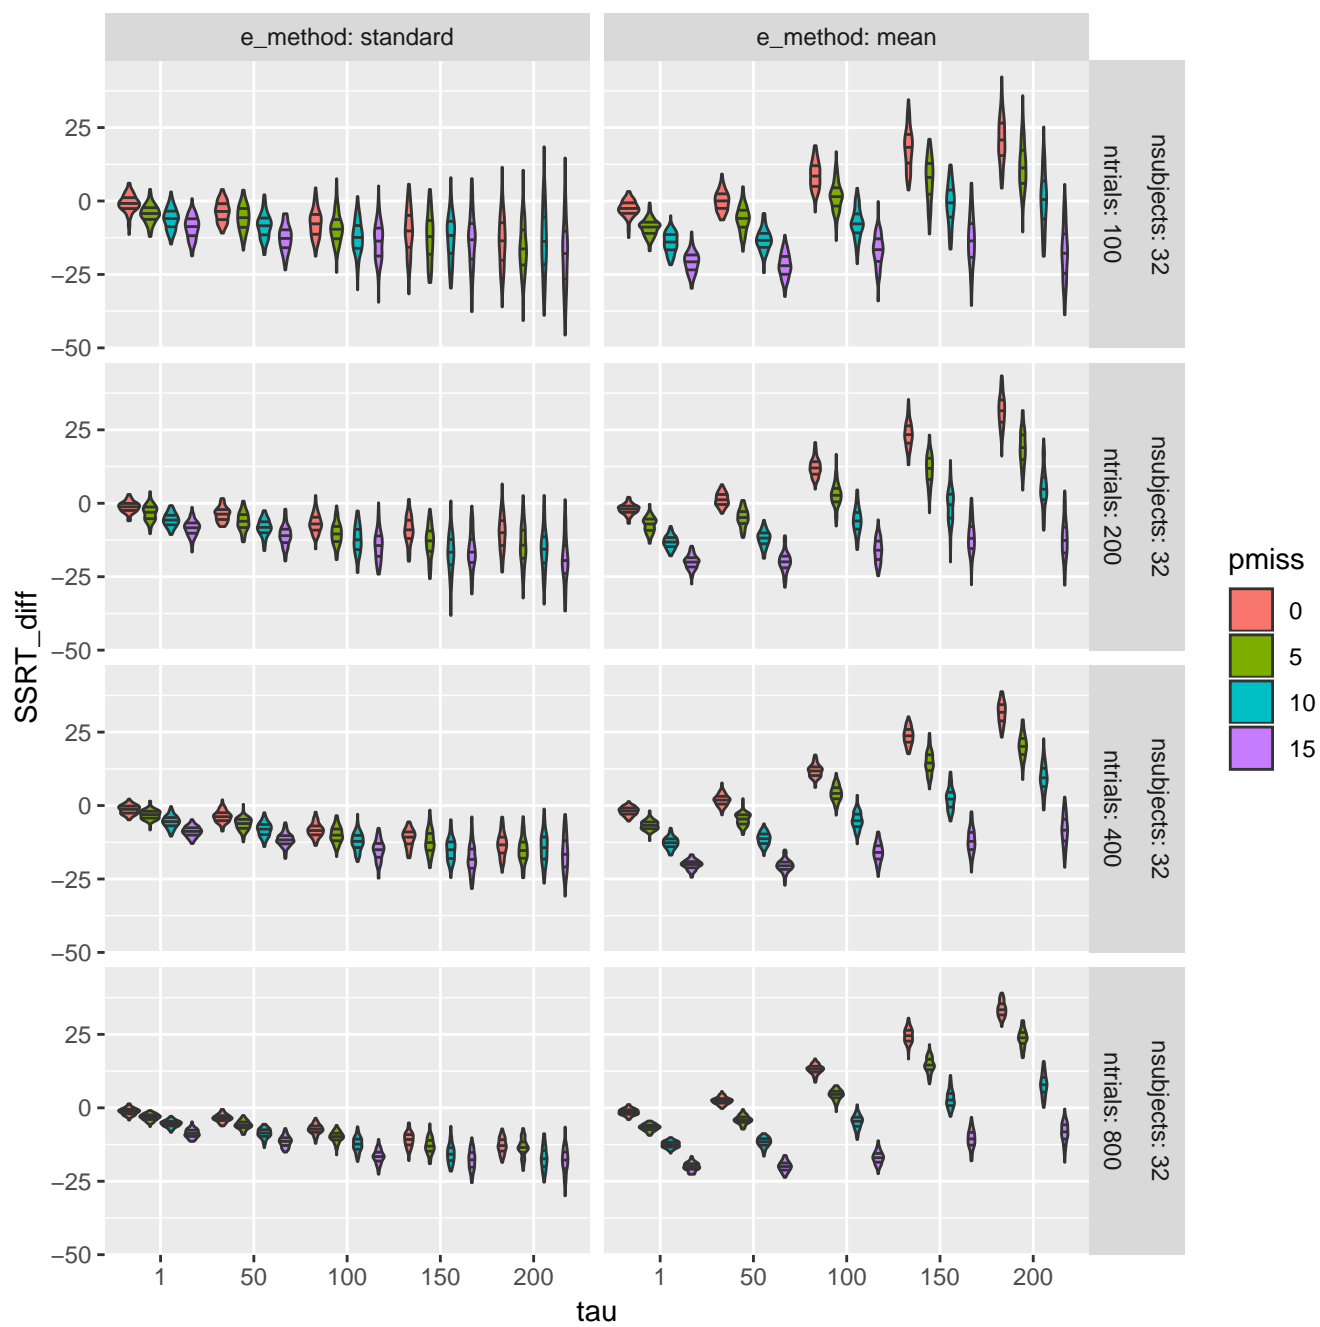 e_method: standard
e_method: mean
SSRT_diff
25
0
−25
−50
nsubjects: 32
ntrials: 100
25
0
−25
−50
nsubjects: 32
ntrials: 200
25
0
−25
−50
nsubjects: 32
ntrials: 400
25
0
−25
−50
nsubjects: 32
ntrials: 800
1 50 100 150 200
1 50 100 150 200
tau
pmiss
0
5
10
15